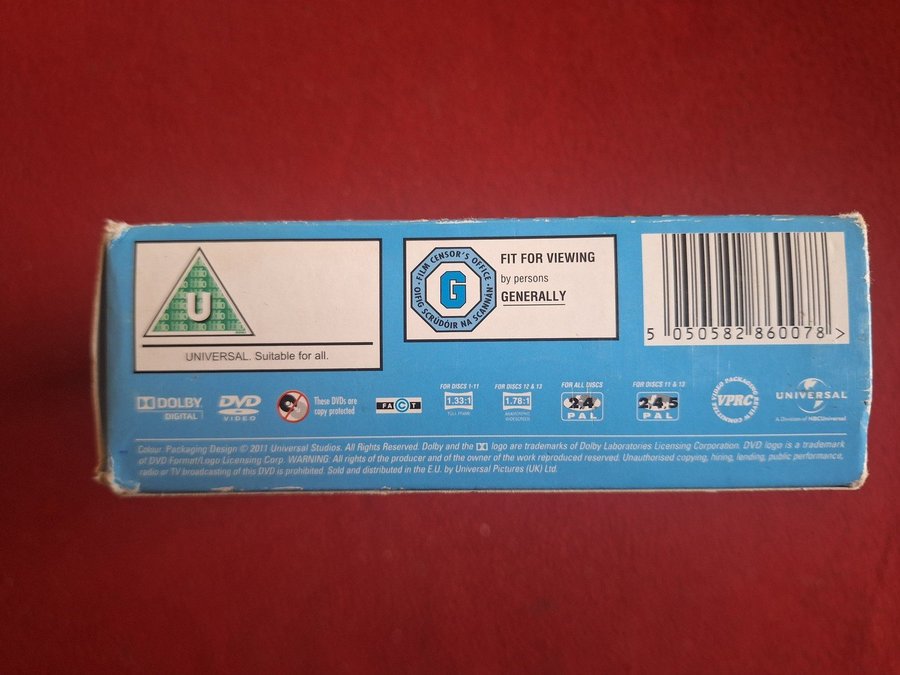 U
UNIVERSAL. Suitable for all.
FILM CENSOR'S OFFICE
G
OIFIG SCRÚDÓIR NA SCANNÁN
FIT FOR VIEWING
by persons
GENERALLY
5 050582 860078 >
DOLBY
DIGITAL
DVD
VIDEO
These DVDs are
copy protected
FACT
FOR DISCS 1-11
1.33:1
FULL FRAME
FOR DISCS 12 & 13
1.78:1
ANAMORPHIC
WIDESCREEN
FOR ALL DISCS
2.4
PAL
FOR DISCS 11 & 13
2.4.5
PAL
VIDEO PACKAGING REVIEW COMMITTEE
VPRC
UNIVERSAL
A Division of NBCUniversal
Colour. Packaging Design © 2011 Universal Studios. All Rights Reserved. Dolby and the logo are trademarks of Dolby Laboratories Licensing Corporation. DVD logo is a trademark
of DVD Format/Logo Licensing Corp. WARNING: All rights of the producer and of the owner of the work reproduced reserved. Unauthorised copying, hiring, lending, public performance,
radio or TV broadcasting of this DVD is prohibited. Sold and distributed in the E.U. by Universal Pictures (UK) Ltd.